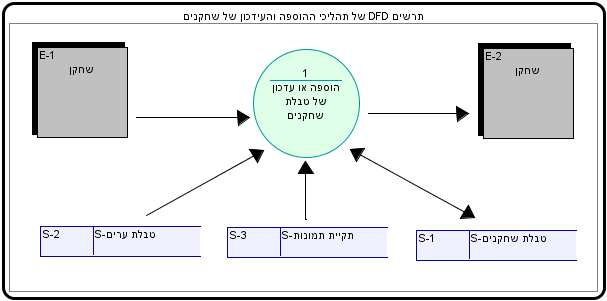 תרשים DFD של תהליכי ההוספה והעידכון של שחקנים
E-1
שחקן
1
הוספה או עדכון
של טבלת
שחקנים
E-2
שחקן
S-2
טבלת ערים-S
S-3
תקיית תמונות-S
S-1
טבלת שחקנים-S